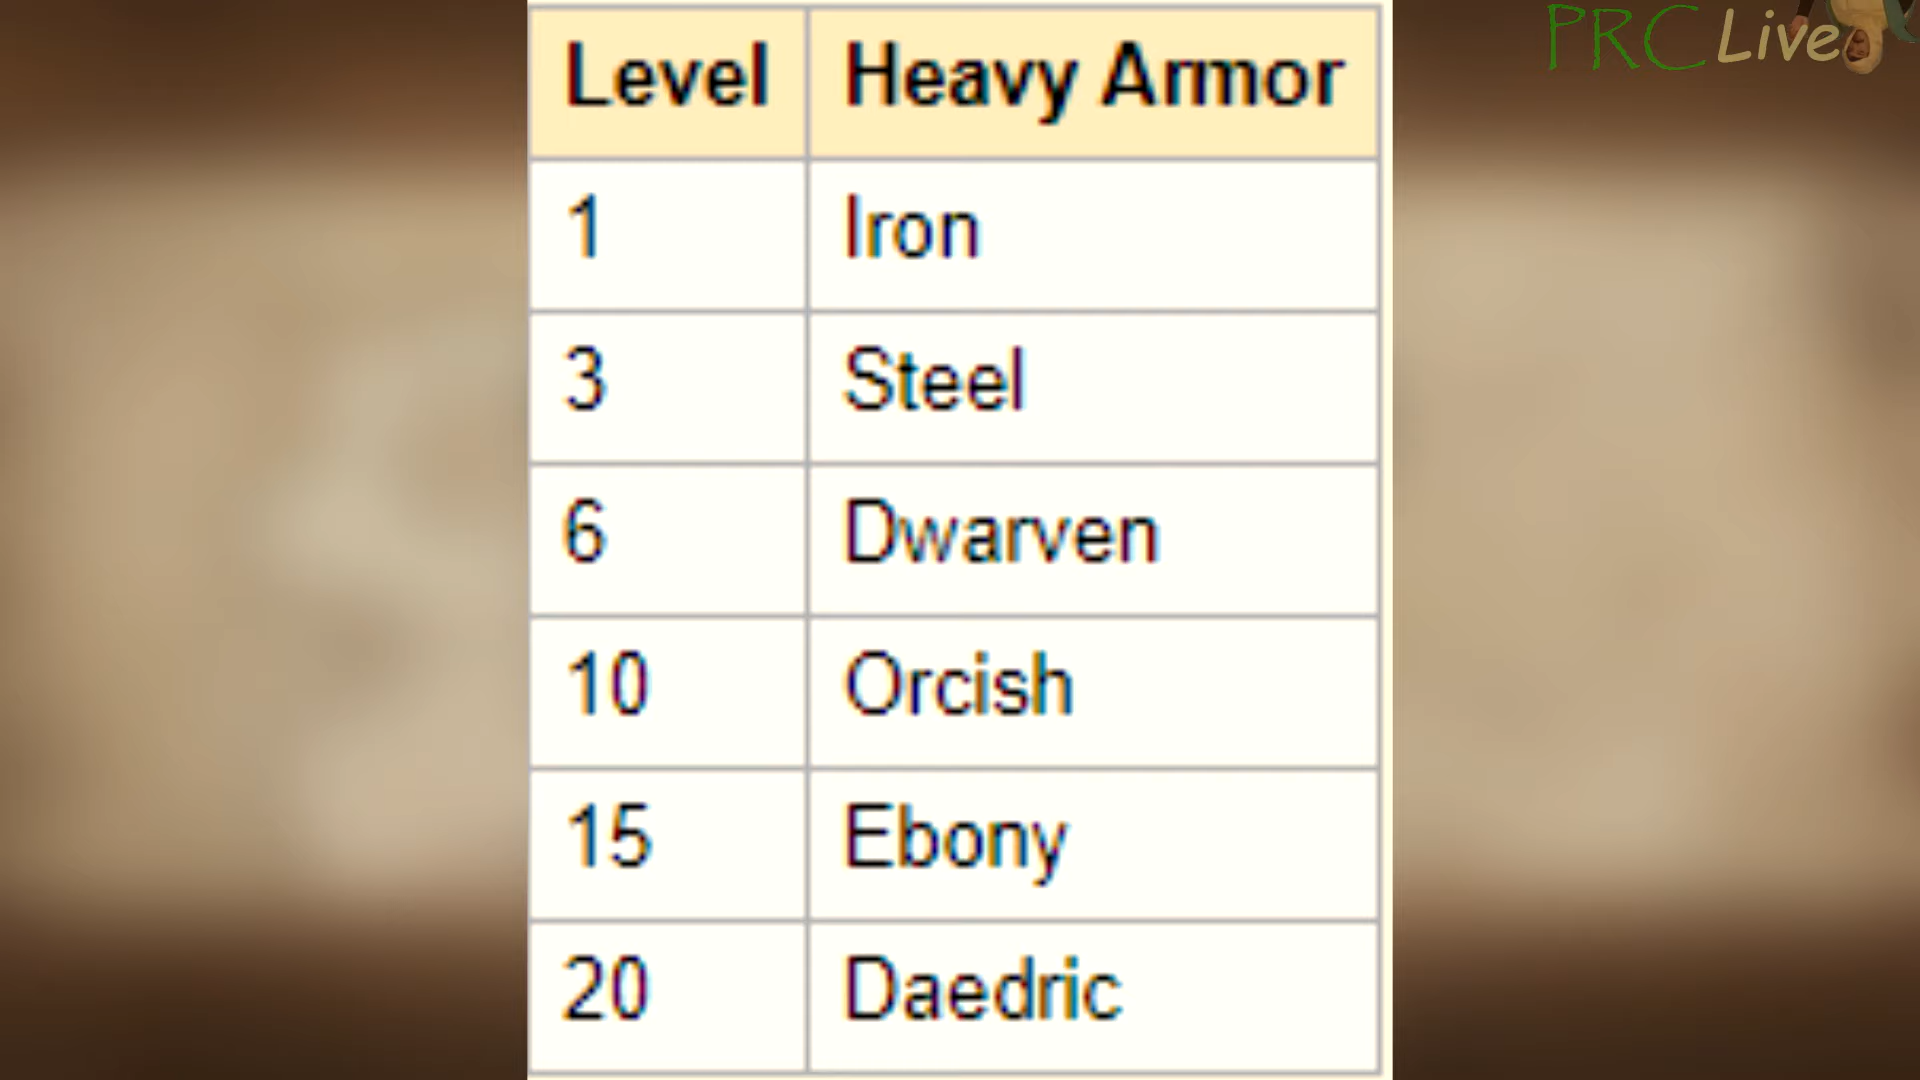 PRC Live
Level Heavy Armor
1 Iron
3 Steel
6 Dwarven
10 Orcish
15 Ebony
20 Daedric